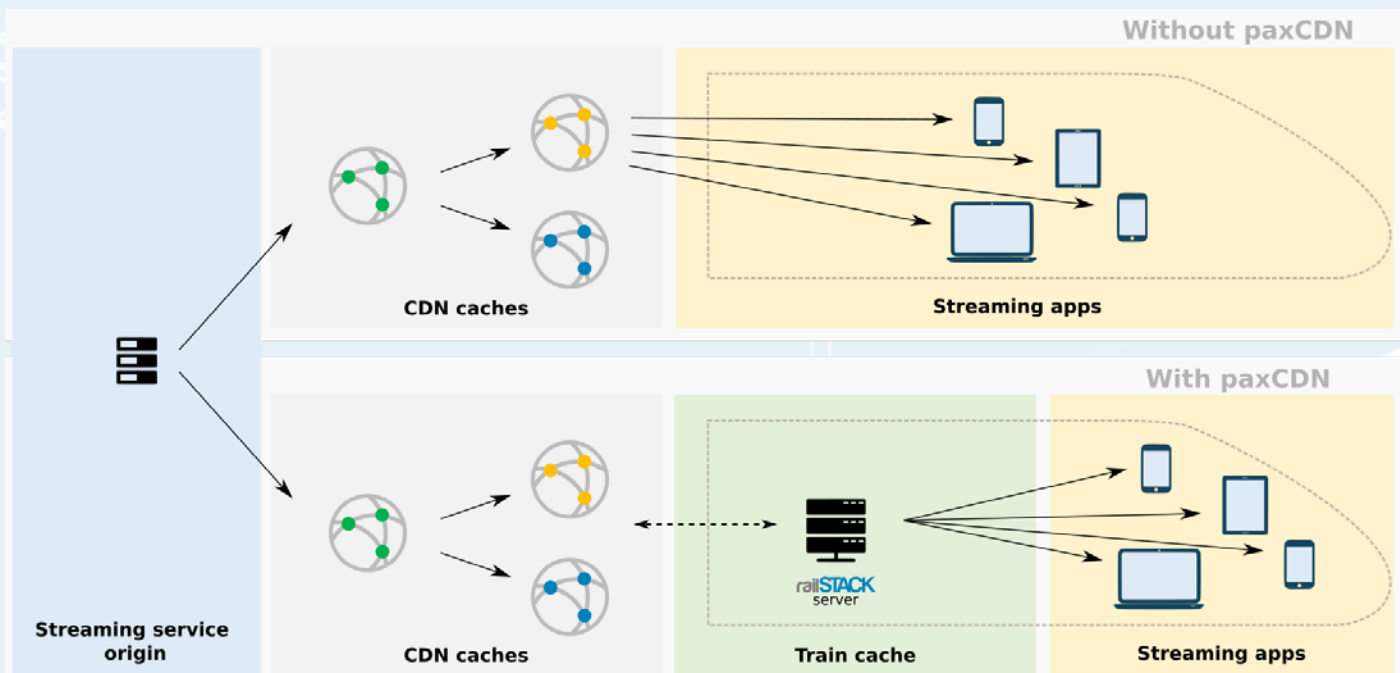 Without paxCDN
CDN caches
Streaming apps
With paxCDN
railSTACK
server
Streaming service
origin
CDN caches
Train cache
Streaming apps